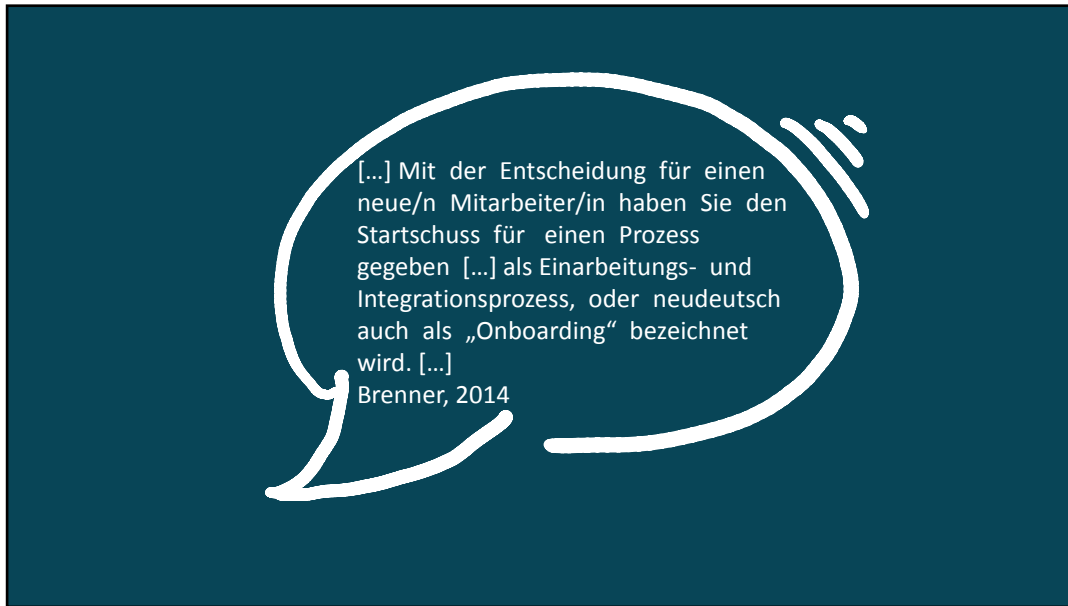 […] Mit der Entscheidung für einen
neue/n Mitarbeiter/in haben Sie den
Startschuss für einen Prozess
gegeben […] als Einarbeitungs- und
Integrationsprozess, oder neudeutsch
auch als „Onboarding“ bezeichnet
wird. […]
Brenner, 2014